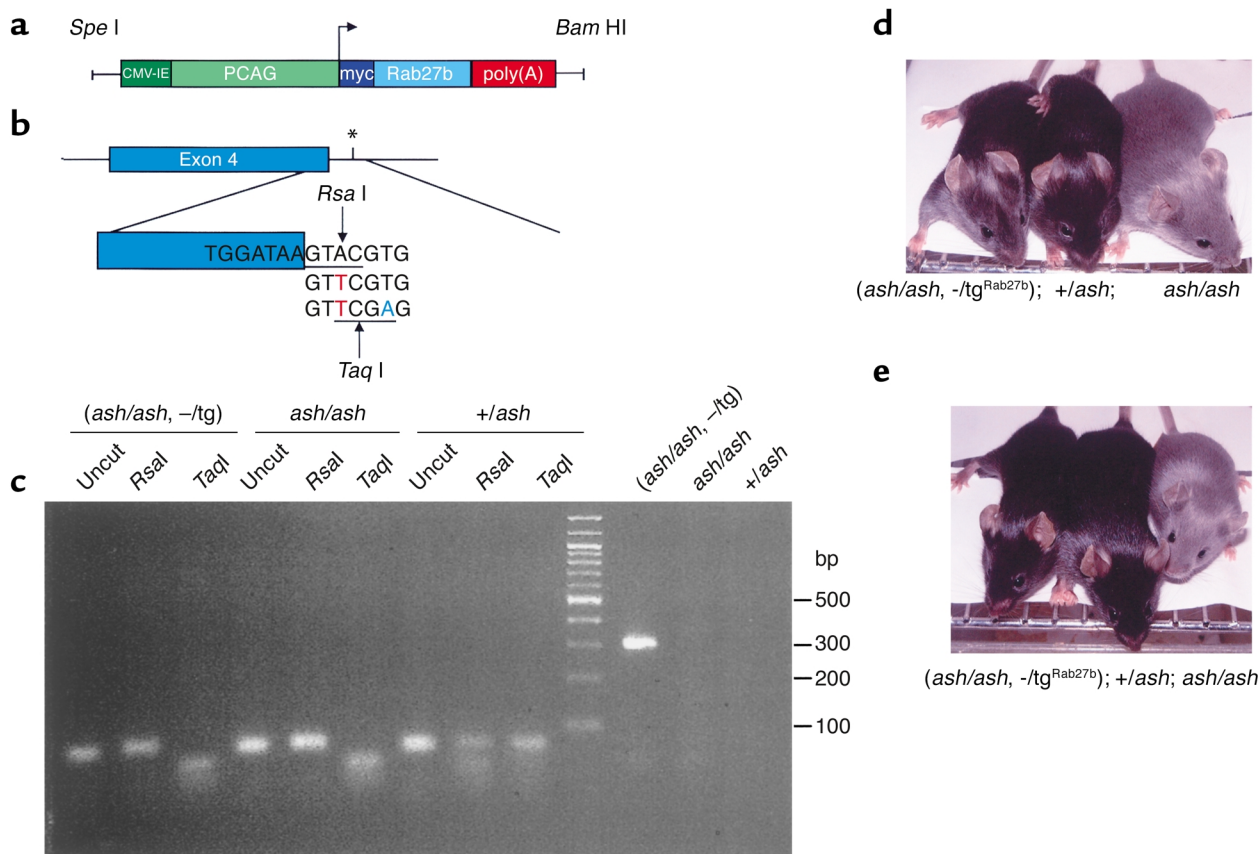 a
Spe I
Bam HI
CMV-IE PCAG myc Rab27b poly(A)
b
*
Exon 4
Rsa I
TGGATAAGTACGTG
GTTCGTG
GTTCGAG
Taq I
(ash/ash, –/tg) ash/ash +/ash
Uncut RsaI TaqI Uncut RsaI TaqI Uncut RsaI TaqI (ash/ash, –/tg) ash/ash +/ash
c
bp
500
300
200
100
d
(ash/ash, -/tgRab27b); +/ash; ash/ash
e
(ash/ash, -/tgRab27b); +/ash; ash/ash